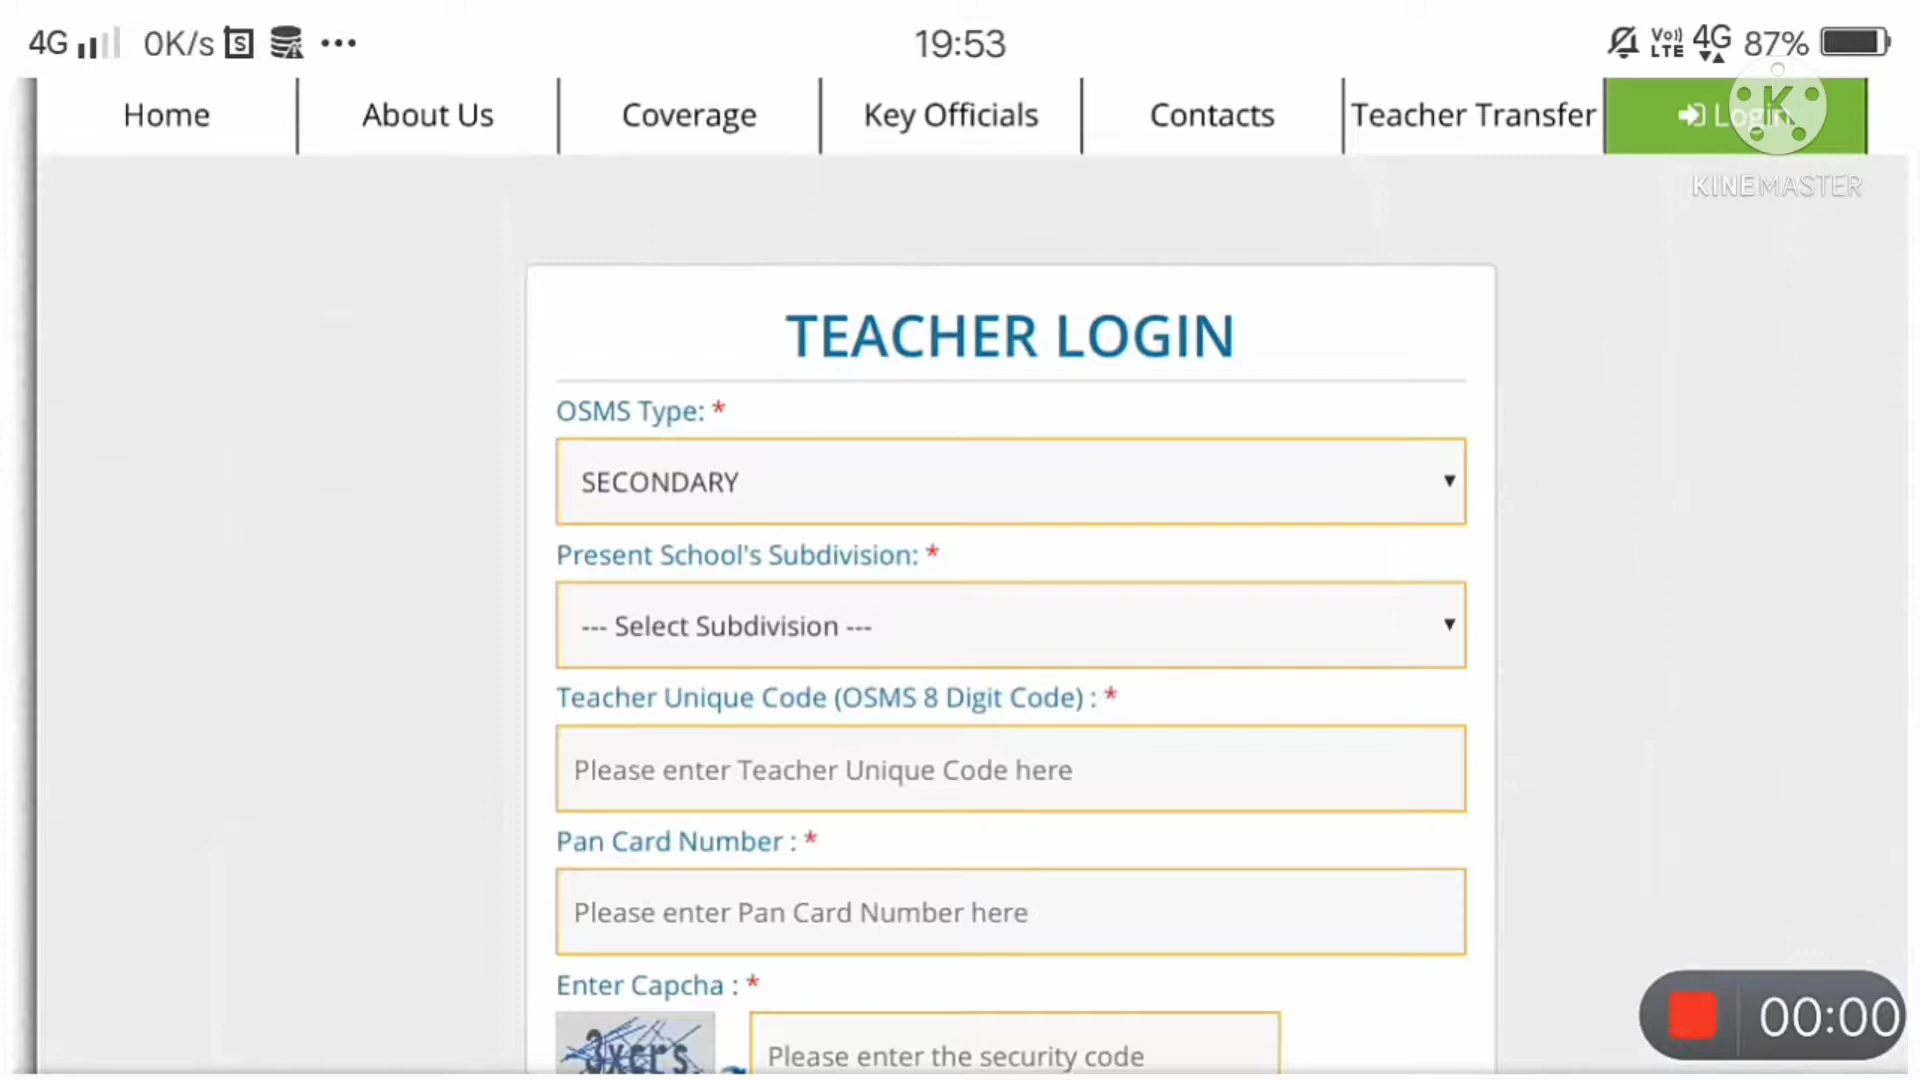 4G 0K/s S ... 19:53 Vo)) LTE 4G 87%
Home About Us Coverage Key Officials Contacts Teacher Transfer Login
K
KINEMASTER
TEACHER LOGIN
OSMS Type: *
SECONDARY
Present School's Subdivision: *
--- Select Subdivision ---
Teacher Unique Code (OSMS 8 Digit Code) : *
Please enter Teacher Unique Code here
Pan Card Number : *
Please enter Pan Card Number here
Enter Capcha : *
Please enter the security code
00:00